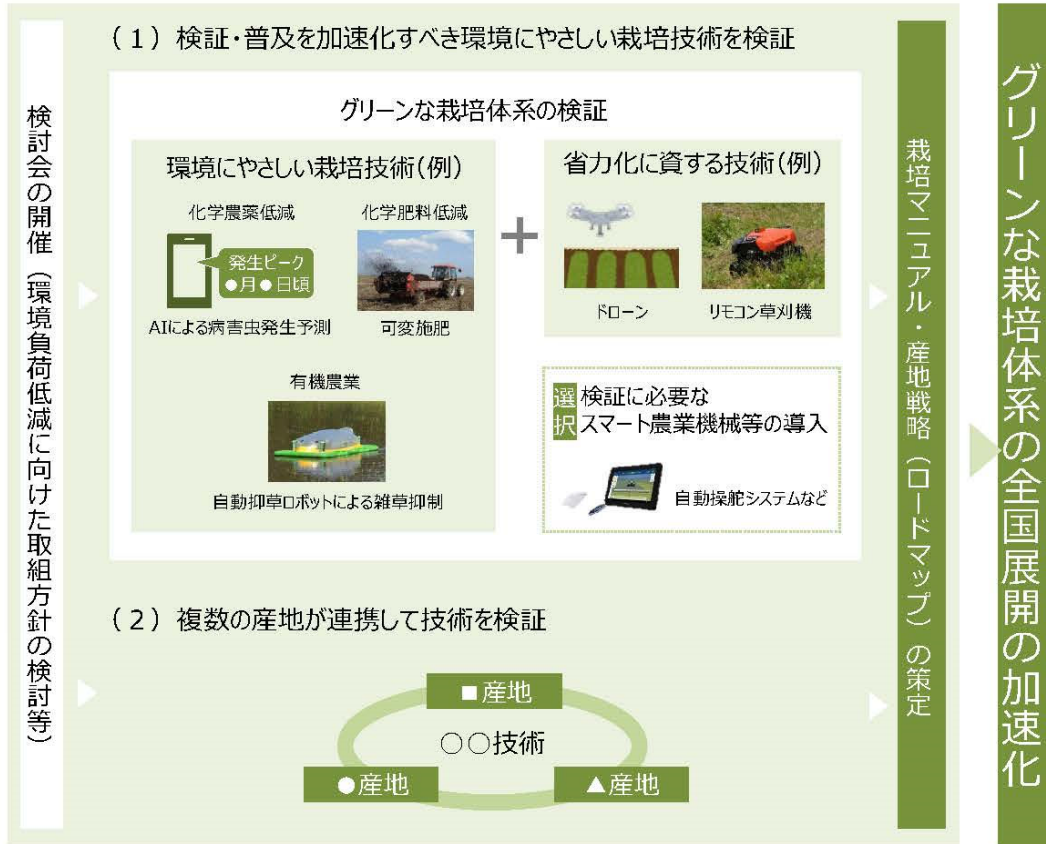 検討会の開催（環境負荷低減に向けた取組方針の検討等）
（１）検証・普及を加速化すべき環境にやさしい栽培技術を検証
グリーンな栽培体系の検証
環境にやさしい栽培技術（例）
化学農薬低減
発生ピーク
●月●日頃
AIによる病害虫発生予測
化学肥料低減
可変施肥
有機農業
自動抑草ロボットによる雑草抑制
+
省力化に資する技術（例）
ドローン
リモコン草刈機
選択
検証に必要な
スマート農業機械等の導入
自動操舵システムなど
（２）複数の産地が連携して技術を検証
■産地
○○技術
●産地
▲産地
栽培マニュアル・産地戦略（ロードマップ）の策定
グリーンな栽培体系の全国展開の加速化